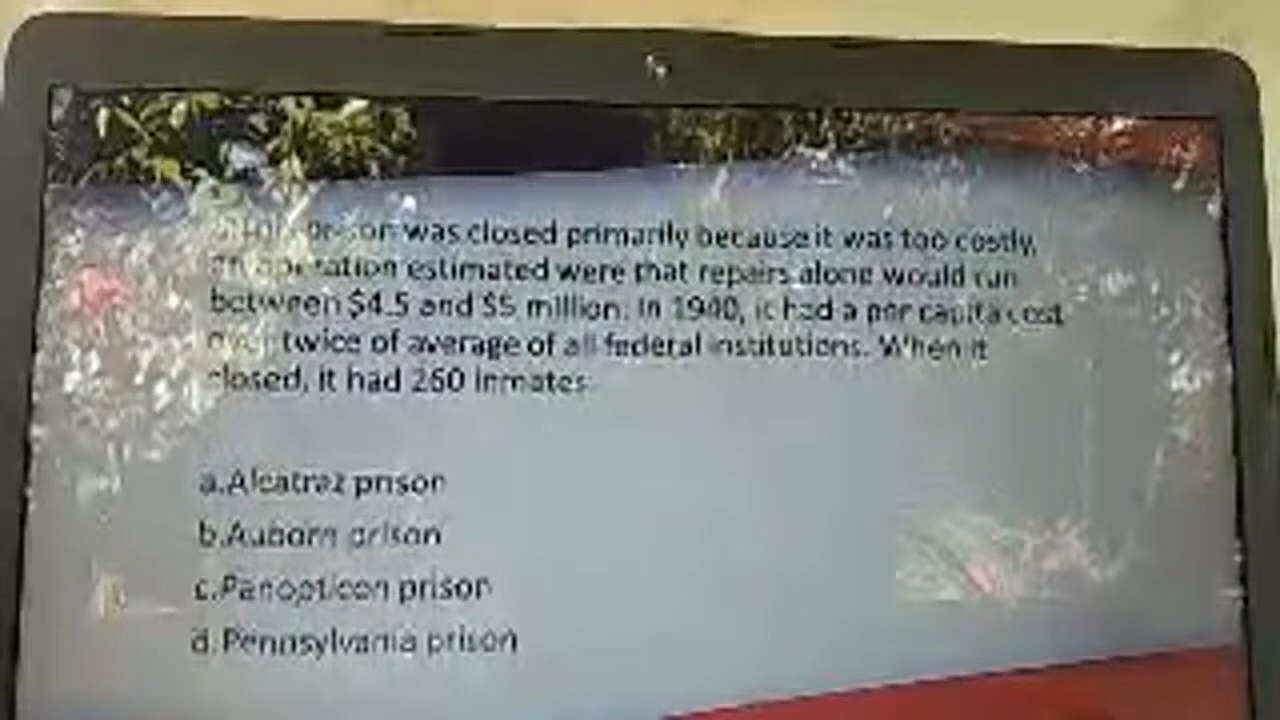 prison was closed primarily because it was too costly,
operation estimated were that repairs alone would run
between $4.5 and $5 million. In 1940, it had a per capita cost
over twice of average of all federal institutions. When it
closed, it had 260 inmates
a.Alcatraz prison
b.Auborn prison
c.Panopticon prison
d.Pennsylvania prison